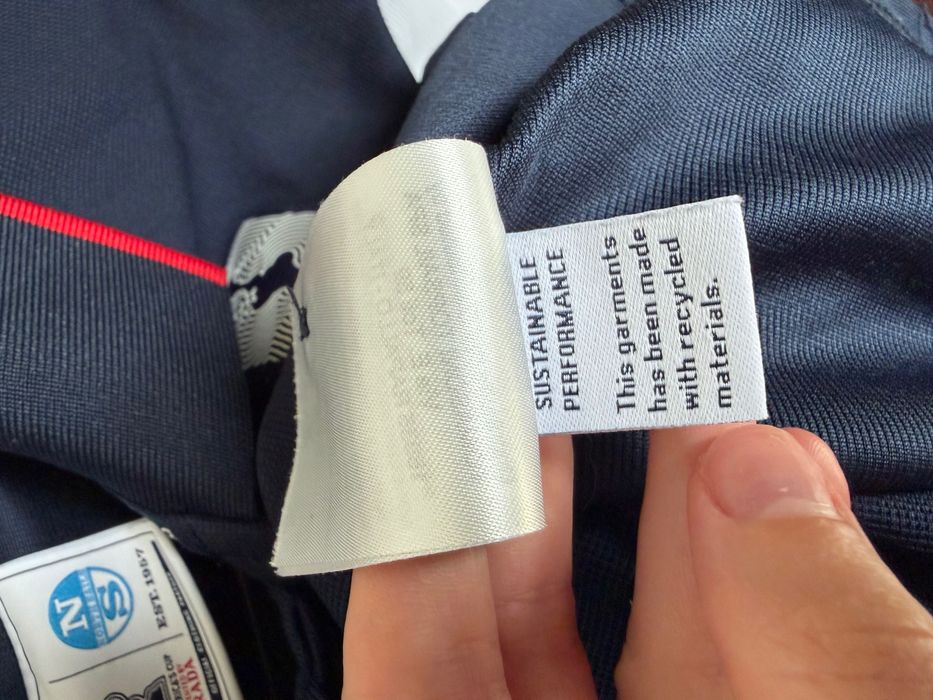 SUSTAINABLE
PERFORMANCE
This garments
has been made
with recycled
materials.
N
S
EST. 1957